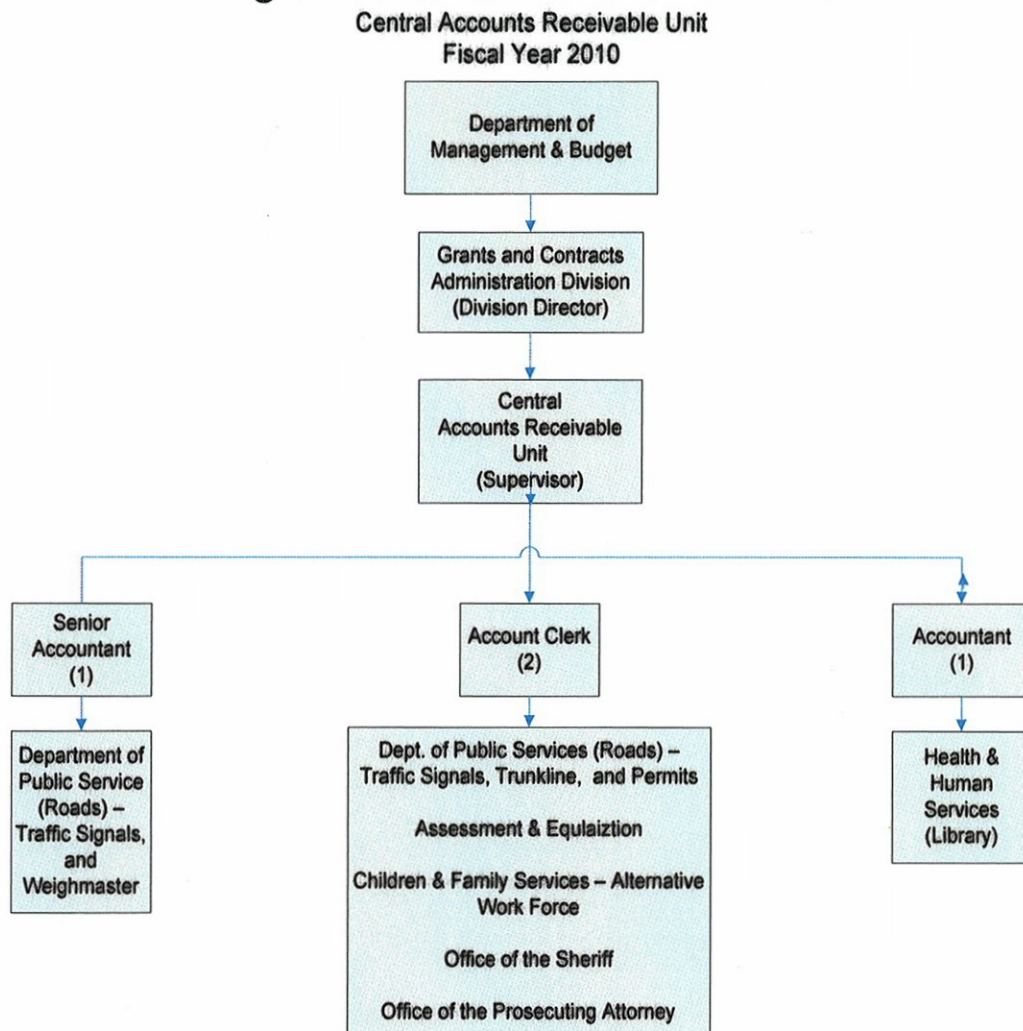 Central Accounts Receivable Unit
Fiscal Year 2010
Department of
Management & Budget
Grants and Contracts
Administration Division
(Division Director)
Central
Accounts Receivable
Unit
(Supervisor)
Senior
Accountant
(1)
Account Clerk
(2)
Accountant
(1)
Department of
Public Service
(Roads) –
Traffic Signals,
and
Weighmaster
Dept. of Public Services (Roads) –
Traffic Signals, Trunkline, and Permits
Assessment & Equlaiztion
Children & Family Services – Alternative
Work Force
Office of the Sheriff
Office of the Prosecuting Attorney
Health &
Human
Services
(Library)